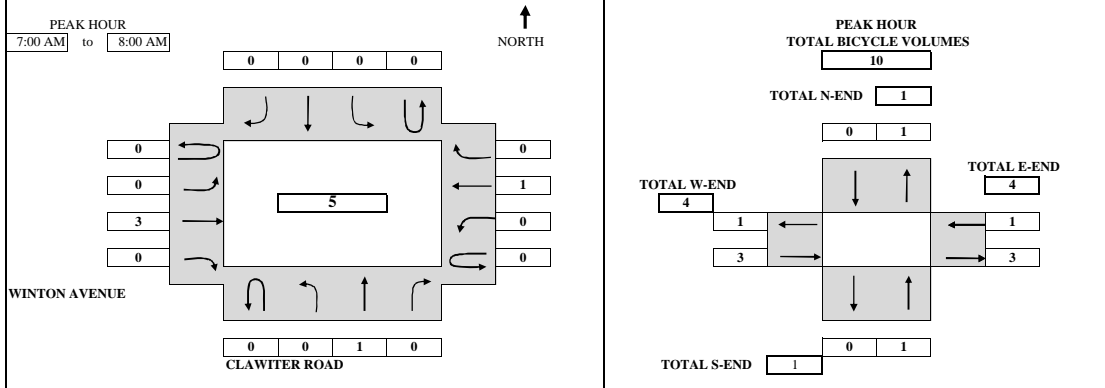 PEAK HOUR
7:00 AM to 8:00 AM
NORTH
0 0 0 0
0
0
3
0
5
0
1
0
0
WINTON AVENUE
0 0 1 0
CLAWITER ROAD
PEAK HOUR
TOTAL BICYCLE VOLUMES
10
TOTAL N-END 1
0 1
TOTAL W-END
4
TOTAL E-END
4
1
3
1
3
0 1
TOTAL S-END 1